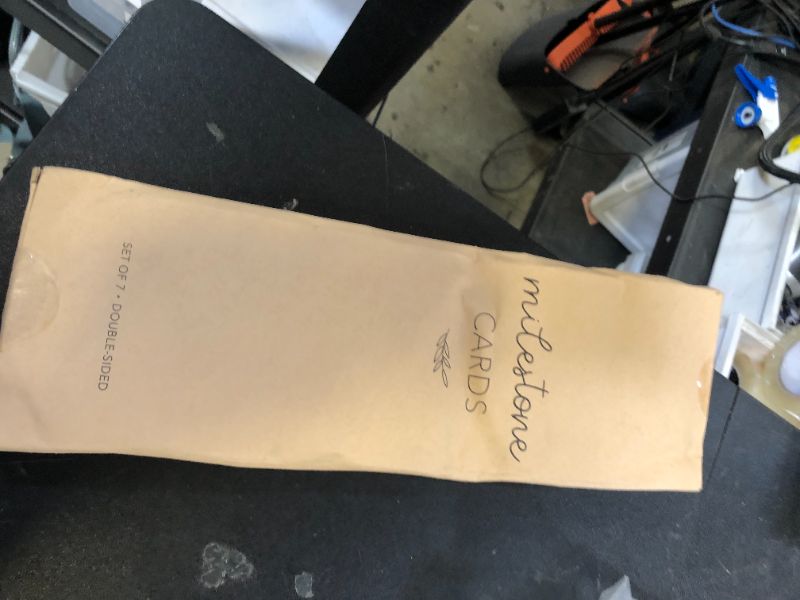 milestone
CARDS
SET OF 7 • DOUBLE-SIDED